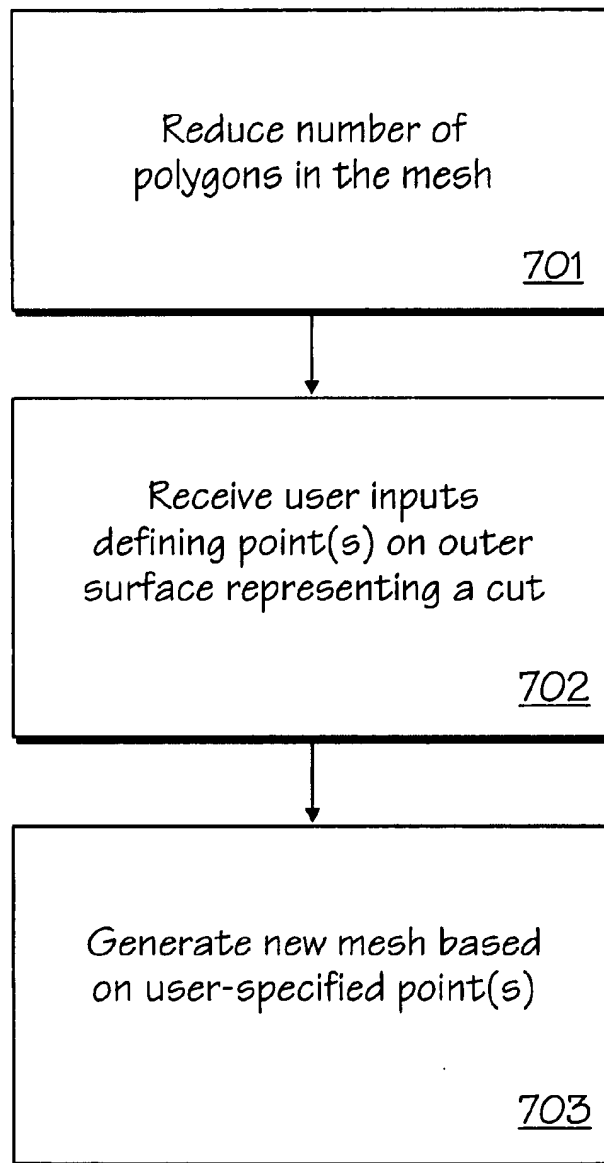 Reduce number of
polygons in the mesh
701
Receive user inputs
defining point(s) on outer
surface representing a cut
702
Generate new mesh based
on user-specified point(s)
703